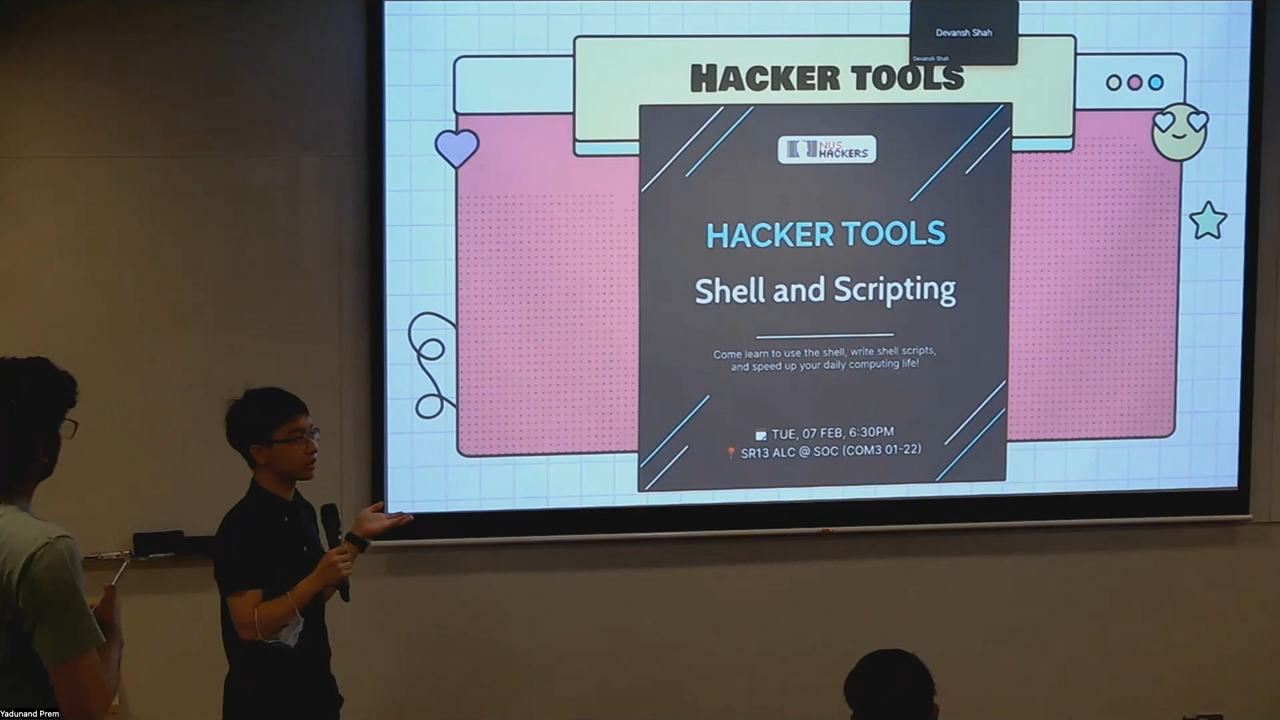 Devansh Shah
Devansh Shah
HACKER TOOLS
NUS
HACKERS
HACKER TOOLS
Shell and Scripting
Come learn to use the shell, write shell scripts,
and speed up your daily computing life!
TUE, 07 FEB, 6:30PM
SR13 ALC @ SOC (COM3 01-22)
Yadunand Prem